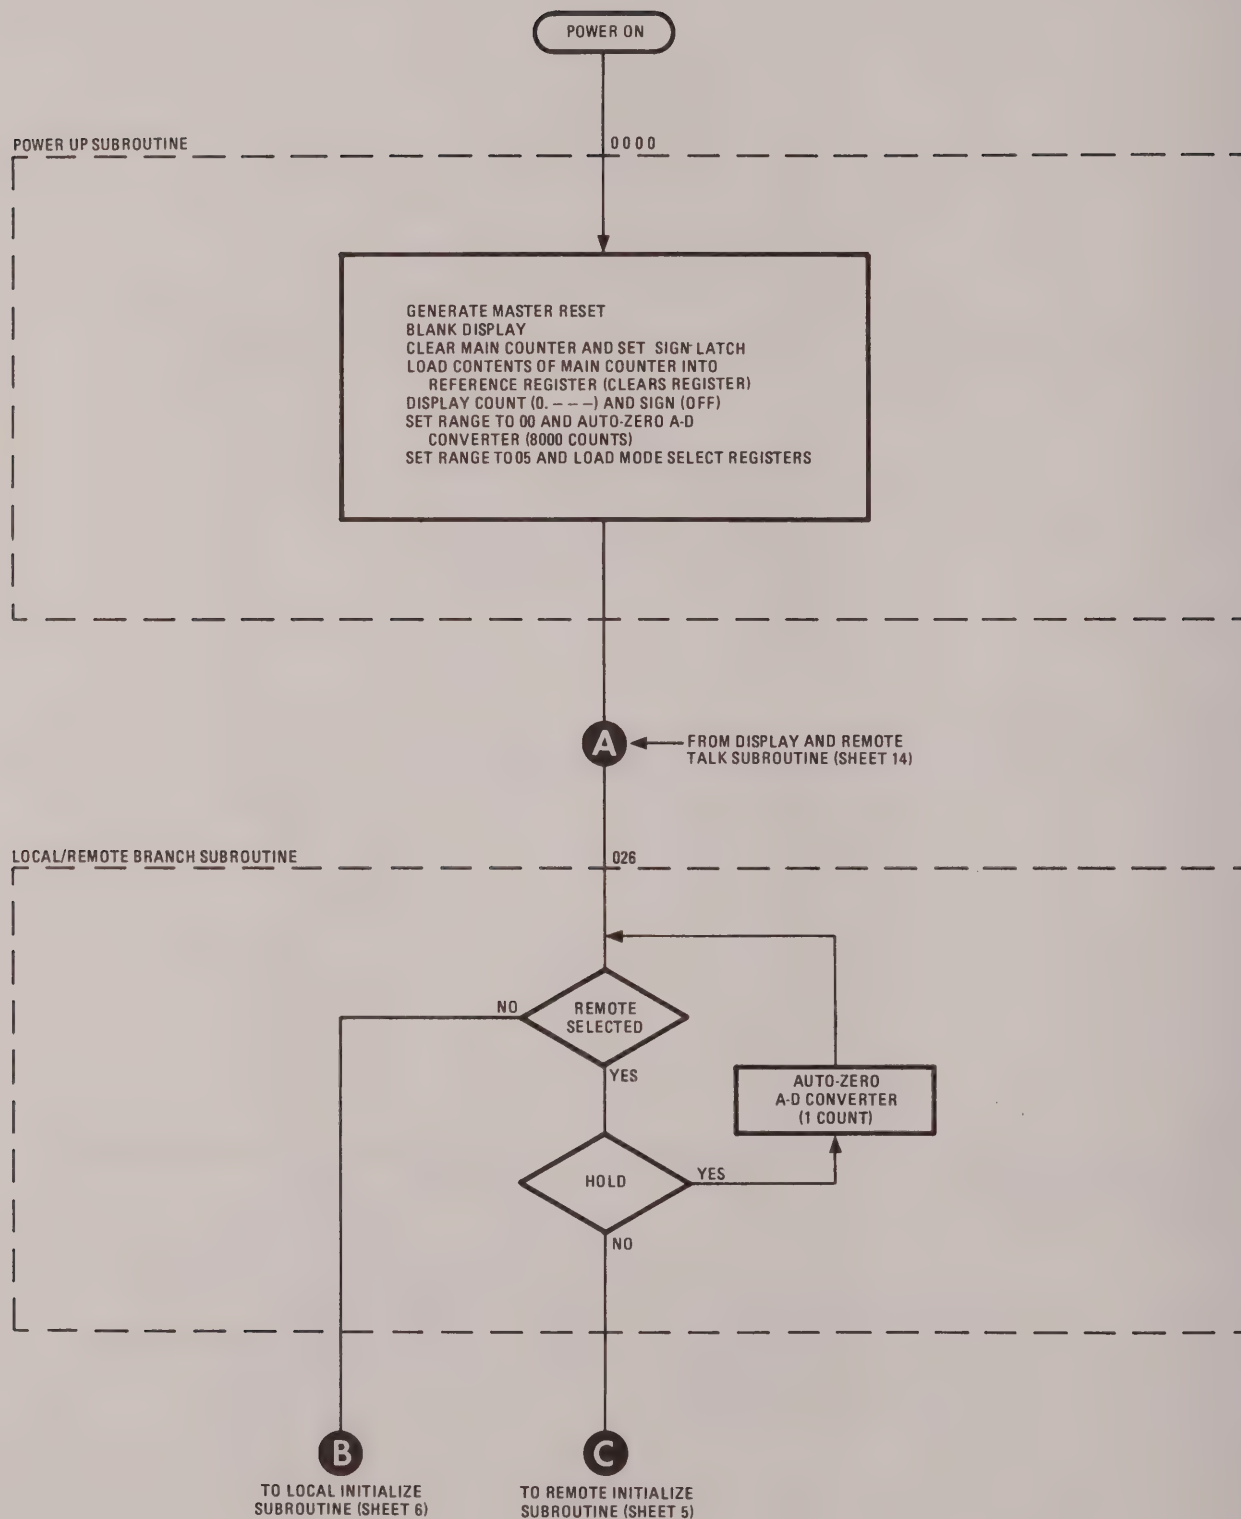 POWER ON
POWER UP SUBROUTINE
0000
GENERATE MASTER RESET
BLANK DISPLAY
CLEAR MAIN COUNTER AND SET SIGN LATCH
LOAD CONTENTS OF MAIN COUNTER INTO
REFERENCE REGISTER (CLEARS REGISTER)
DISPLAY COUNT (0. – – –) AND SIGN (OFF)
SET RANGE TO 00 AND AUTO-ZERO A-D
CONVERTER (8000 COUNTS)
SET RANGE TO 05 AND LOAD MODE SELECT REGISTERS
A
FROM DISPLAY AND REMOTE
TALK SUBROUTINE (SHEET 14)
LOCAL/REMOTE BRANCH SUBROUTINE
026
NO
REMOTE
SELECTED
YES
AUTO-ZERO
A-D CONVERTER
(1 COUNT)
HOLD
YES
NO
B
C
TO LOCAL INITIALIZE
SUBROUTINE (SHEET 6)
TO REMOTE INITIALIZE
SUBROUTINE (SHEET 5)